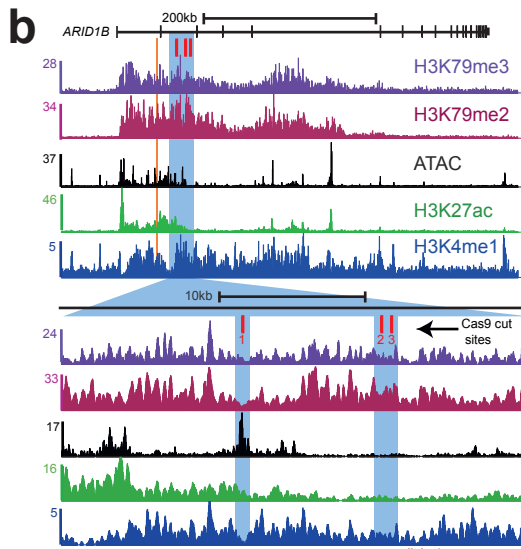 b
200kb
ARID1B
28
H3K79me3
34
H3K79me2
37
ATAC
46
H3K27ac
5
H3K4me1
10kb
24
1
2 3
Cas9 cut
sites
33
17
16
5